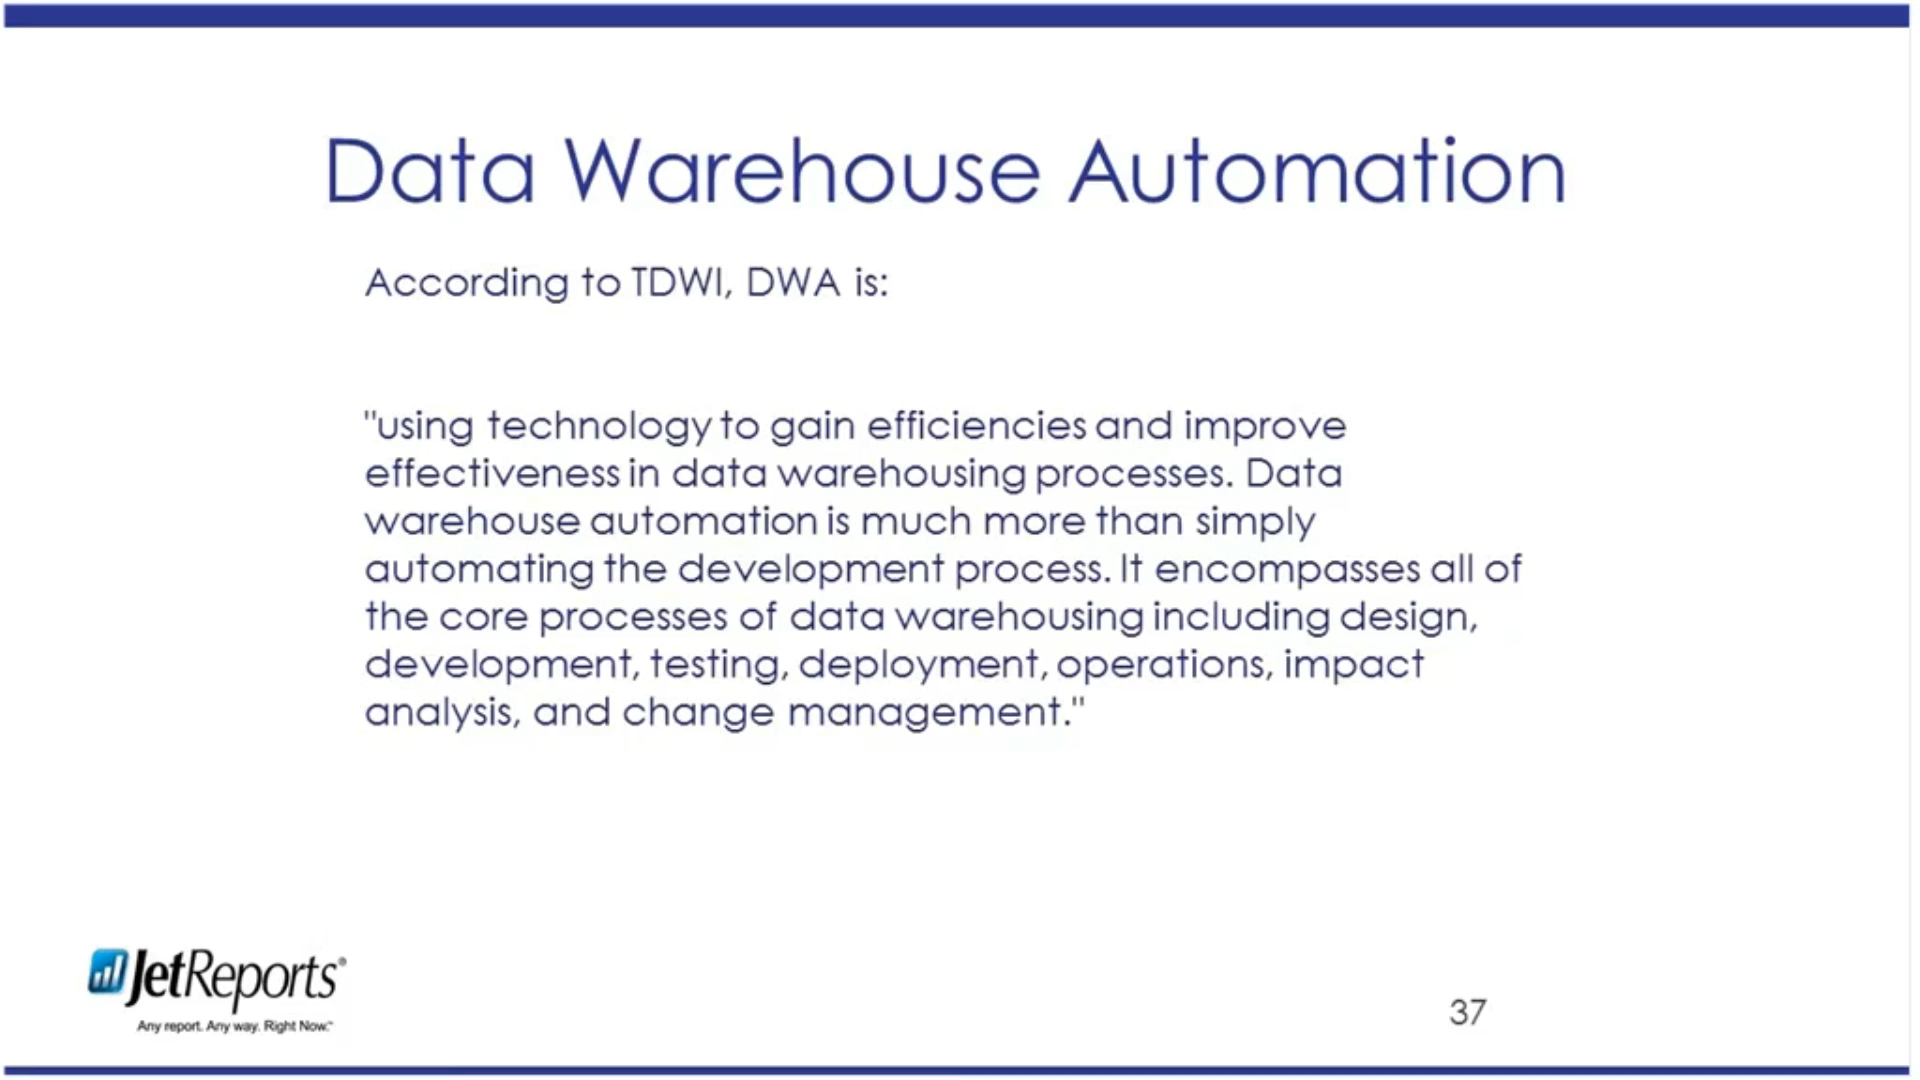 Data Warehouse Automation
According to TDWI, DWA is:
"using technology to gain efficiencies and improve
effectiveness in data warehousing processes. Data
warehouse automation is much more than simply
automating the development process. It encompasses all of
the core processes of data warehousing including design,
development, testing, deployment, operations, impact
analysis, and change management."
JetReports®
Any report. Any way. Right Now.™
37